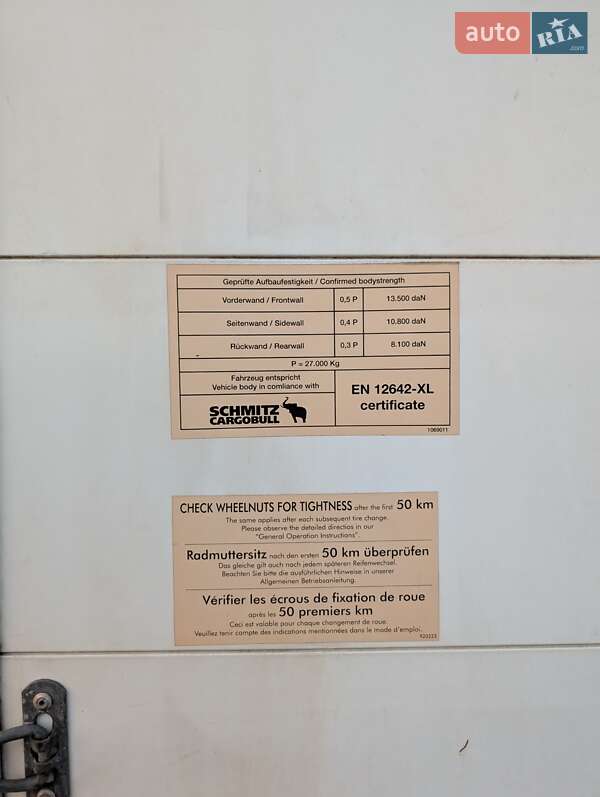 auto RIA .com
Geprüfte Aufbaufestigkeit / Confirmed bodystrength
Vorderwand / Frontwall 0,5 P 13.500 daN
Seitenwand / Sidewall 0,4 P 10.800 daN
Rückwand / Rearwall 0,3 P 8.100 daN
P = 27.000 Kg
Fahrzeug entspricht
Vehicle body in comliance with
SCHMITZ
CARGOBULL
EN 12642-XL
certificate
1069011
CHECK WHEELNUTS FOR TIGHTNESS after the first 50 km
The same applies after each subsequent tire change.
Please observe the detailed direction in our
"General Operation Instructions".
Radmuttersitz nach den ersten 50 km überprüfen
Das gleiche gilt auch nach jedem späteren Reifenwechsel.
Beachten Sie bitte die ausführlichen Hinweise in unserer
Allgemeinen Betriebsanleitung.
Vérifier les écrous de fixation de roue
après les 50 premiers km
Ceci est valable pour chaque changement de roue.
Veuillez tenir compte des indications mentionnées dans le mode d'emploi.